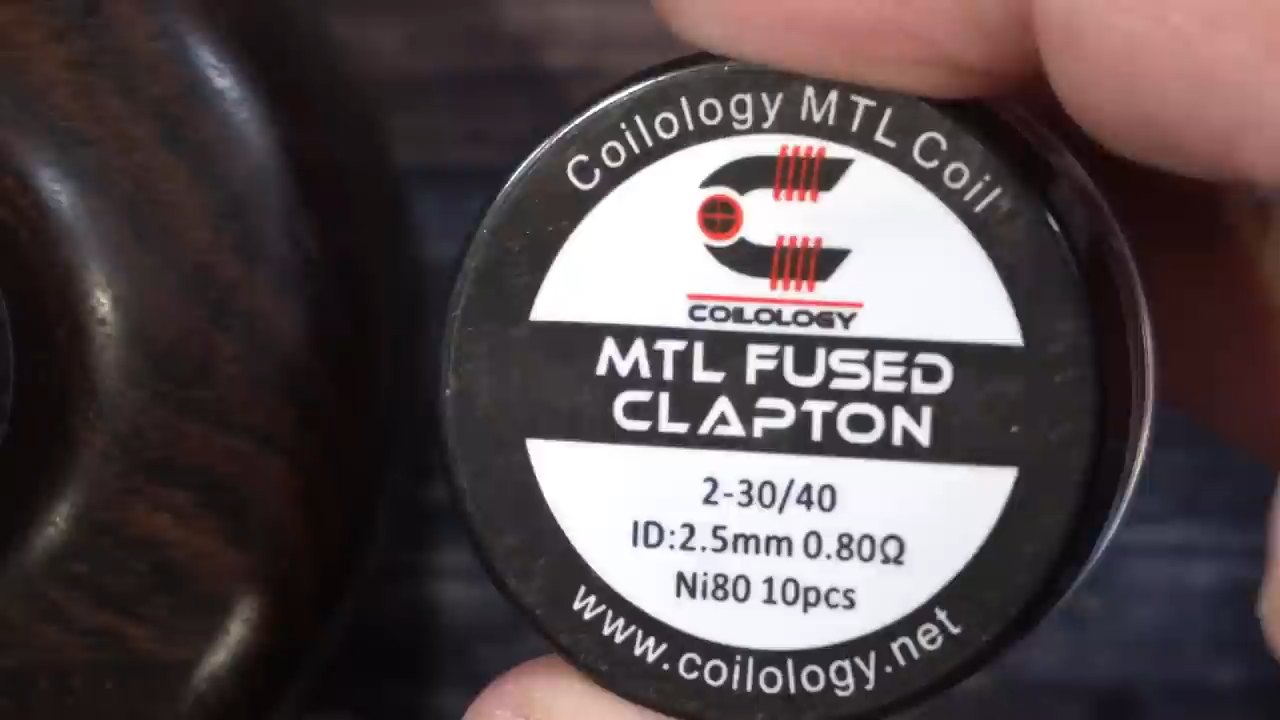 Coilology MTL Coil
COILOLOGY
MTL FUSED
CLAPTON
2-30/40
ID:2.5mm 0.80Ω
Ni80 10pcs
www.coilology.net